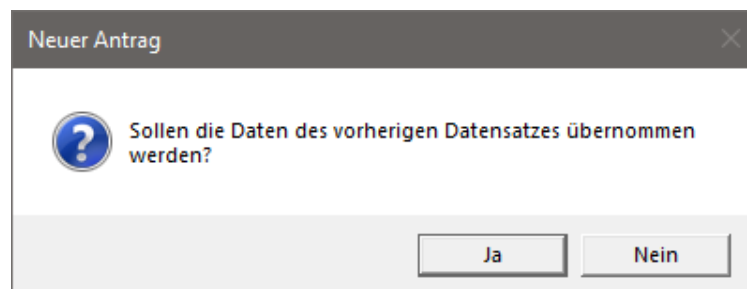 Neuer Antrag
Sollen die Daten des vorherigen Datensatzes übernommen
werden?
Ja
Nein